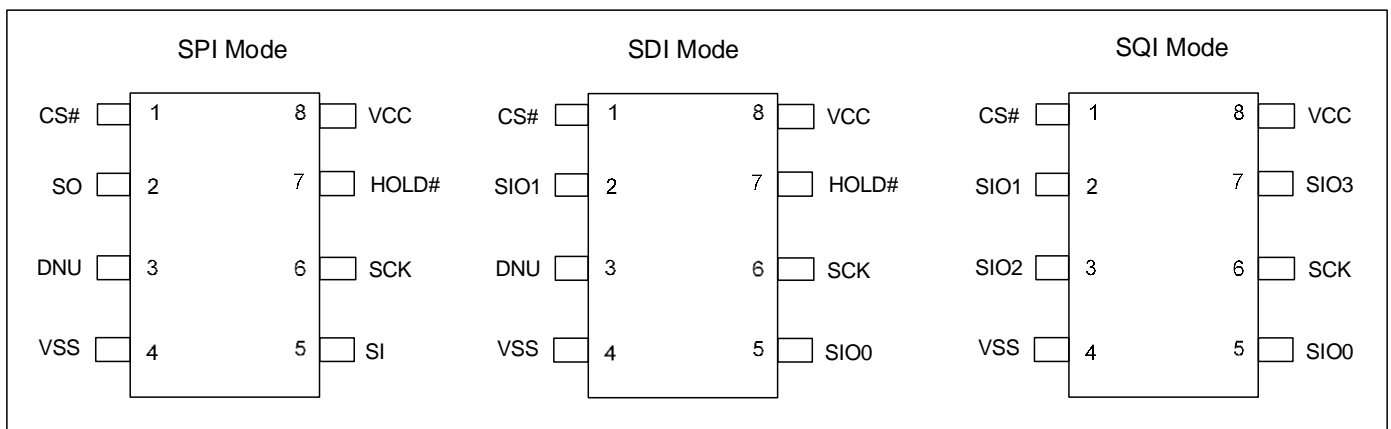 SPI Mode
CS# 1 8 VCC
SO 2 7 HOLD#
DNU 3 6 SCK
VSS 4 5 SI
SDI Mode
CS# 1 8 VCC
SIO1 2 7 HOLD#
DNU 3 6 SCK
VSS 4 5 SIO0
SQI Mode
CS# 1 8 VCC
SIO1 2 7 SIO3
SIO2 3 6 SCK
VSS 4 5 SIO0